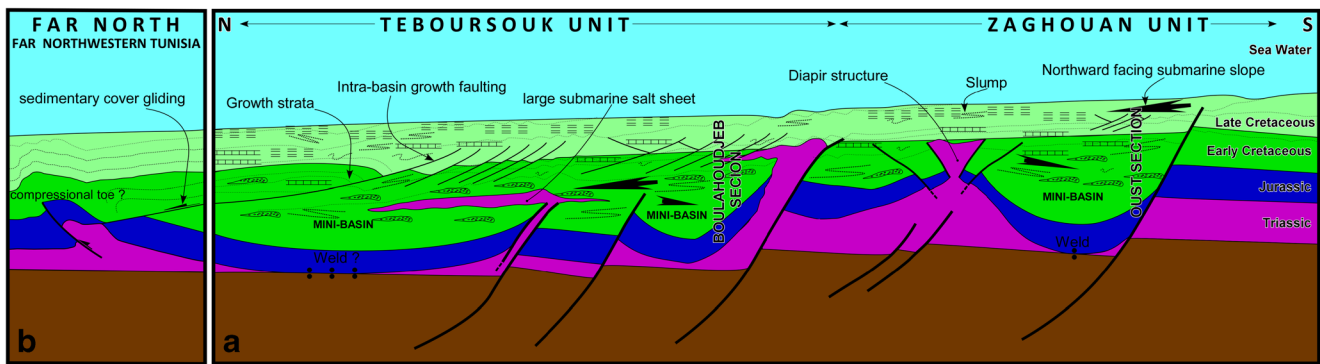 FAR NORTH
FAR NORTHWESTERN TUNISIA
sedimentary cover gliding
compressional toe ?
b
N
TEBOURSOUK UNIT
ZAGHOUAN UNIT
S
Sea Water
Growth strata
Intra-basin growth faulting
large submarine salt sheet
Diapir structure
Slump
Northward facing submarine slope
Late Cretaceous
Early Cretaceous
Jurassic
Triassic
MINI-BASIN
Weld ?
MINI-BASIN
BOULAHOUDJEB
SECION
MINI-BASIN
Weld
OUST SECTION
a